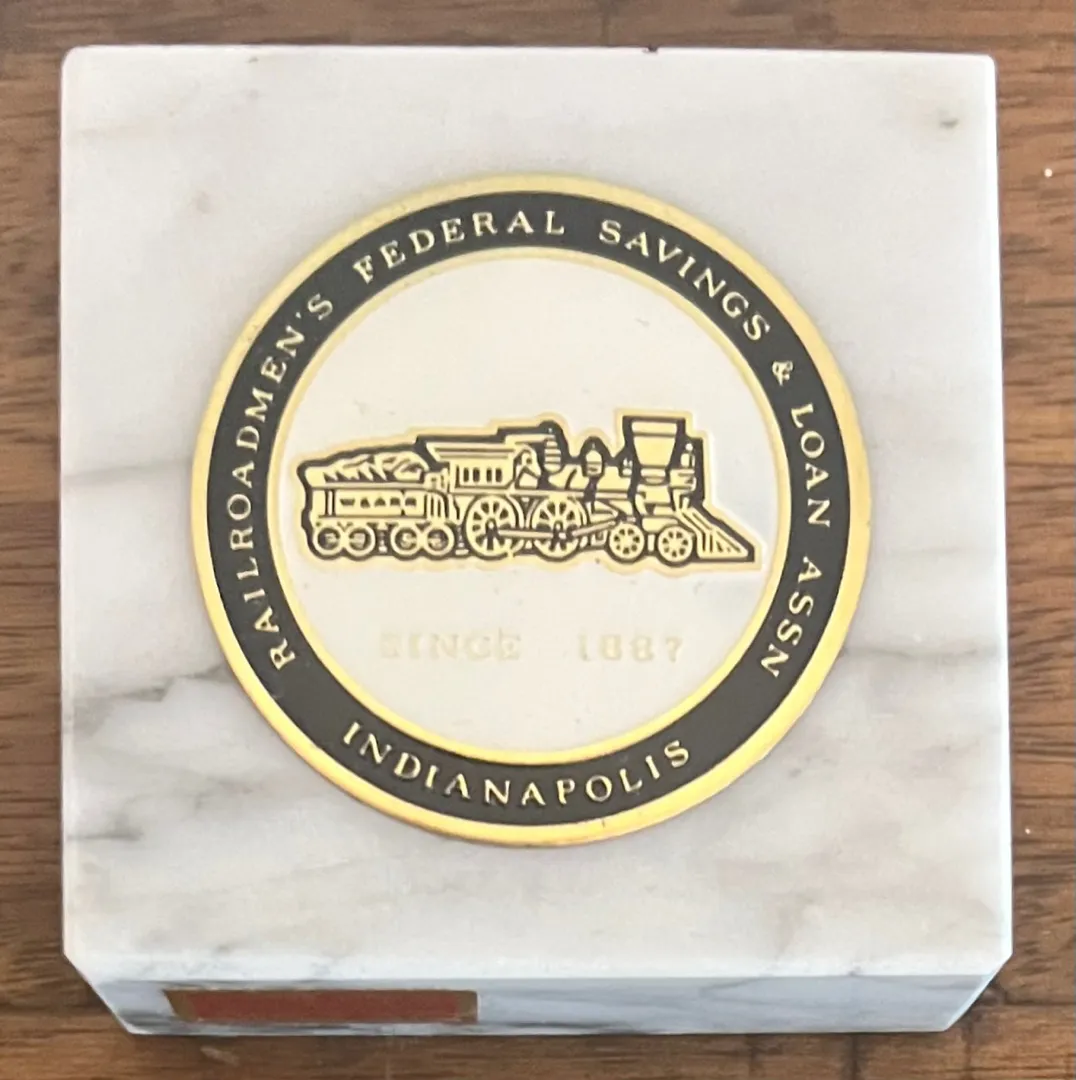 RAILROADMEN'S FEDERAL SAVINGS & LOAN ASSN
SINCE 1887
INDIANAPOLIS